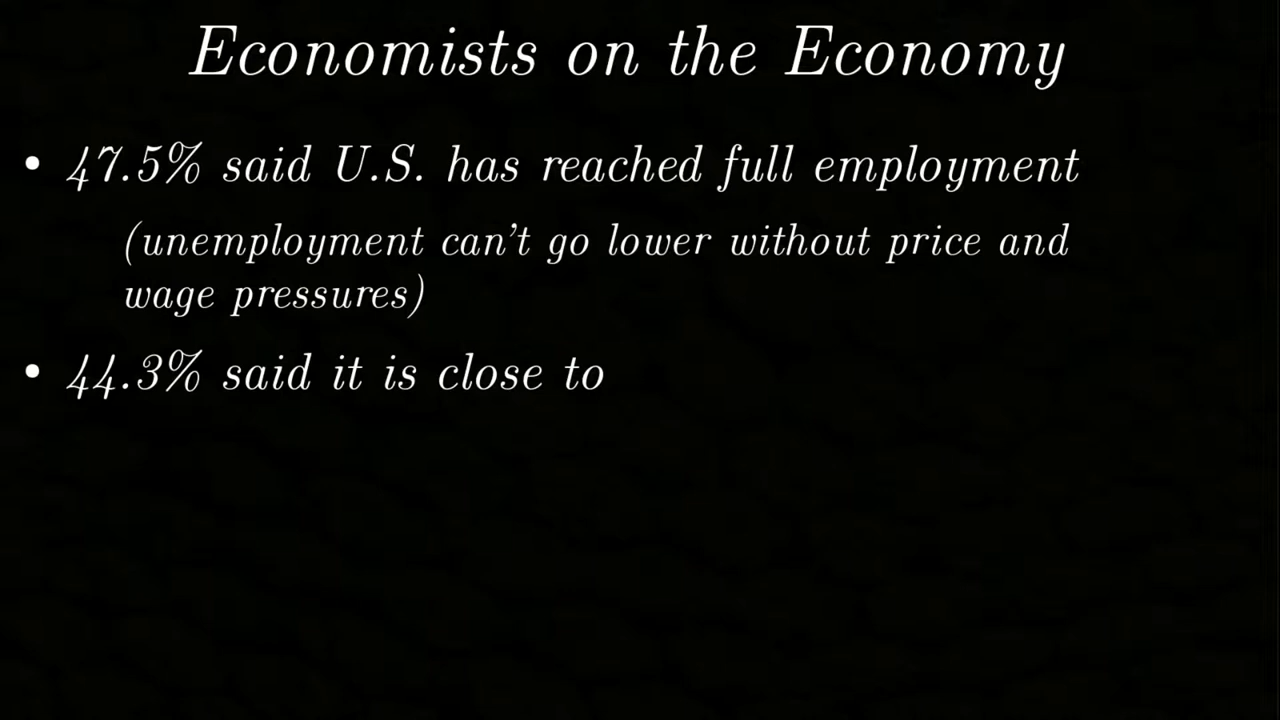 Economists on the Economy
• 47.5% said U.S. has reached full employment
(unemployment can't go lower without price and
wage pressures)
• 44.3% said it is close to